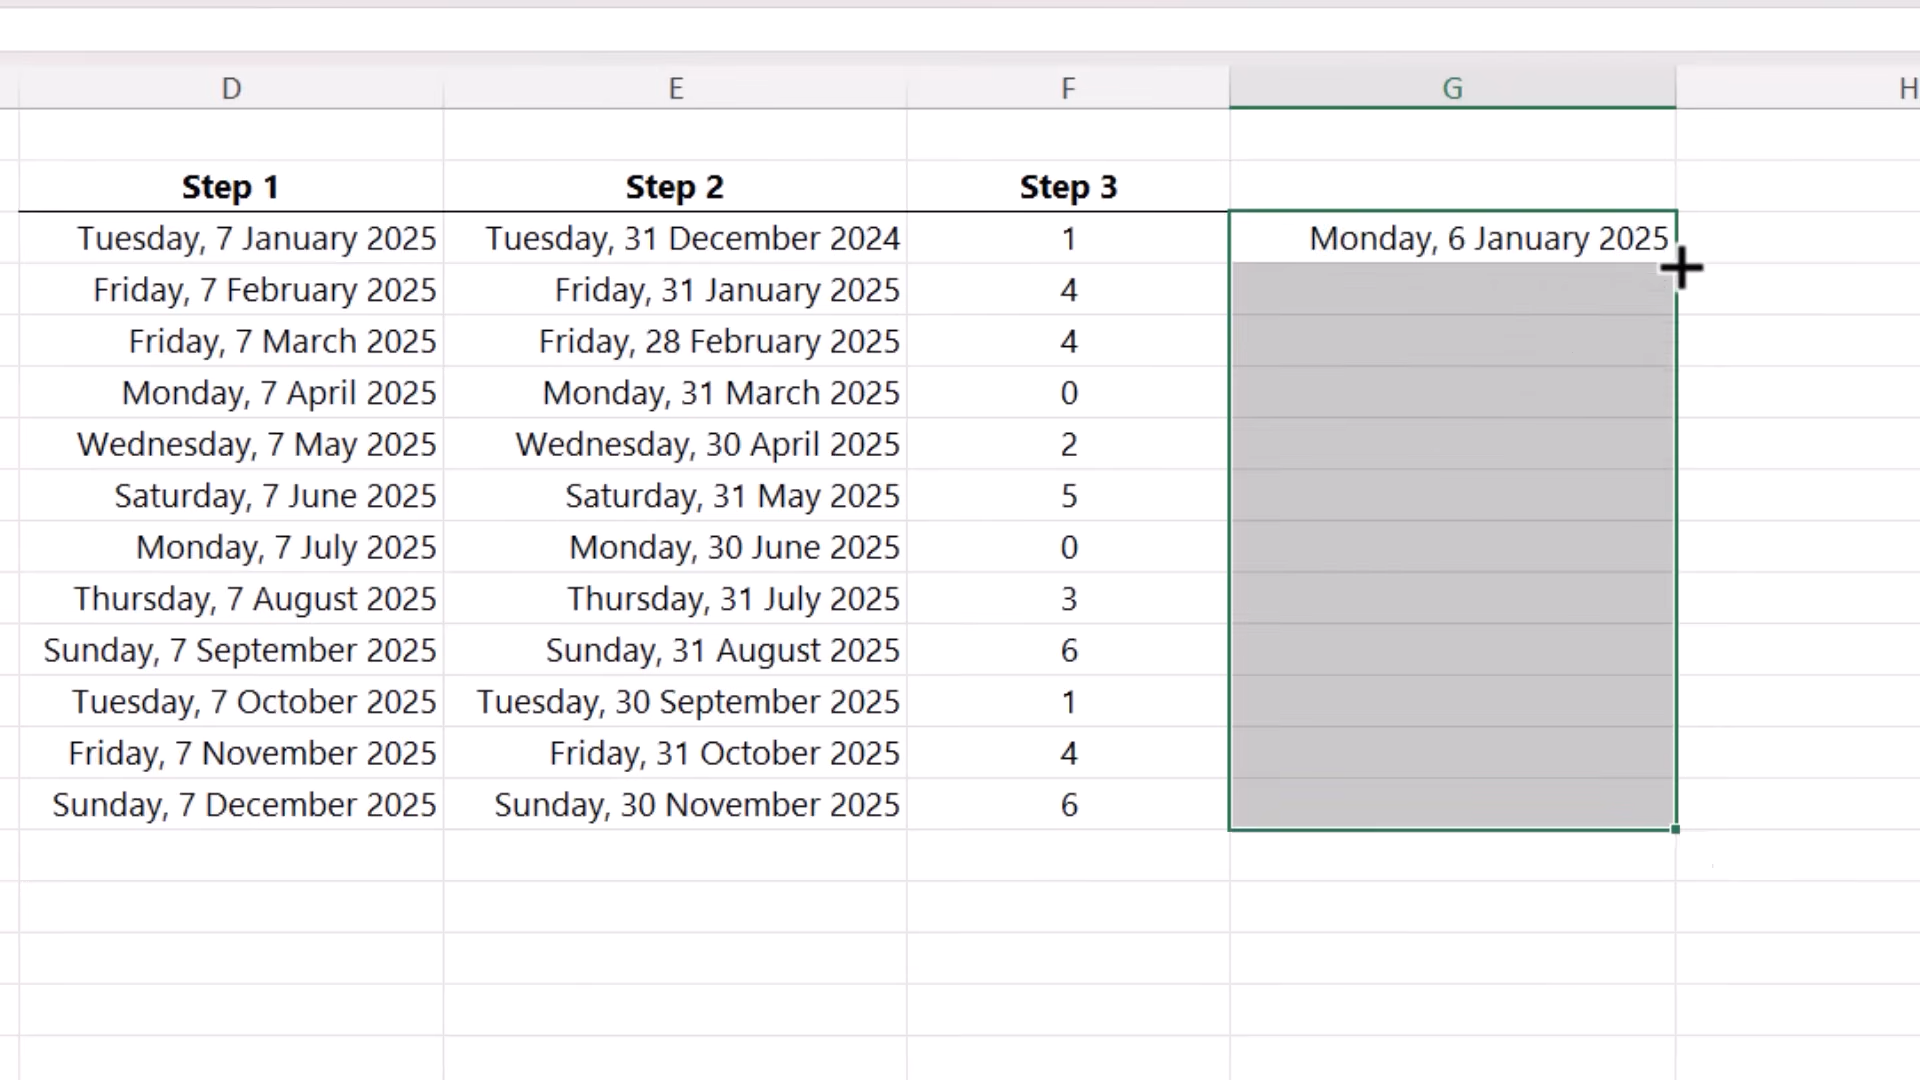 D E F G H
Step 1 Step 2 Step 3
Tuesday, 7 January 2025 Tuesday, 31 December 2024 1 Monday, 6 January 2025
Friday, 7 February 2025 Friday, 31 January 2025 4
Friday, 7 March 2025 Friday, 28 February 2025 4
Monday, 7 April 2025 Monday, 31 March 2025 0
Wednesday, 7 May 2025 Wednesday, 30 April 2025 2
Saturday, 7 June 2025 Saturday, 31 May 2025 5
Monday, 7 July 2025 Monday, 30 June 2025 0
Thursday, 7 August 2025 Thursday, 31 July 2025 3
Sunday, 7 September 2025 Sunday, 31 August 2025 6
Tuesday, 7 October 2025 Tuesday, 30 September 2025 1
Friday, 7 November 2025 Friday, 31 October 2025 4
Sunday, 7 December 2025 Sunday, 30 November 2025 6